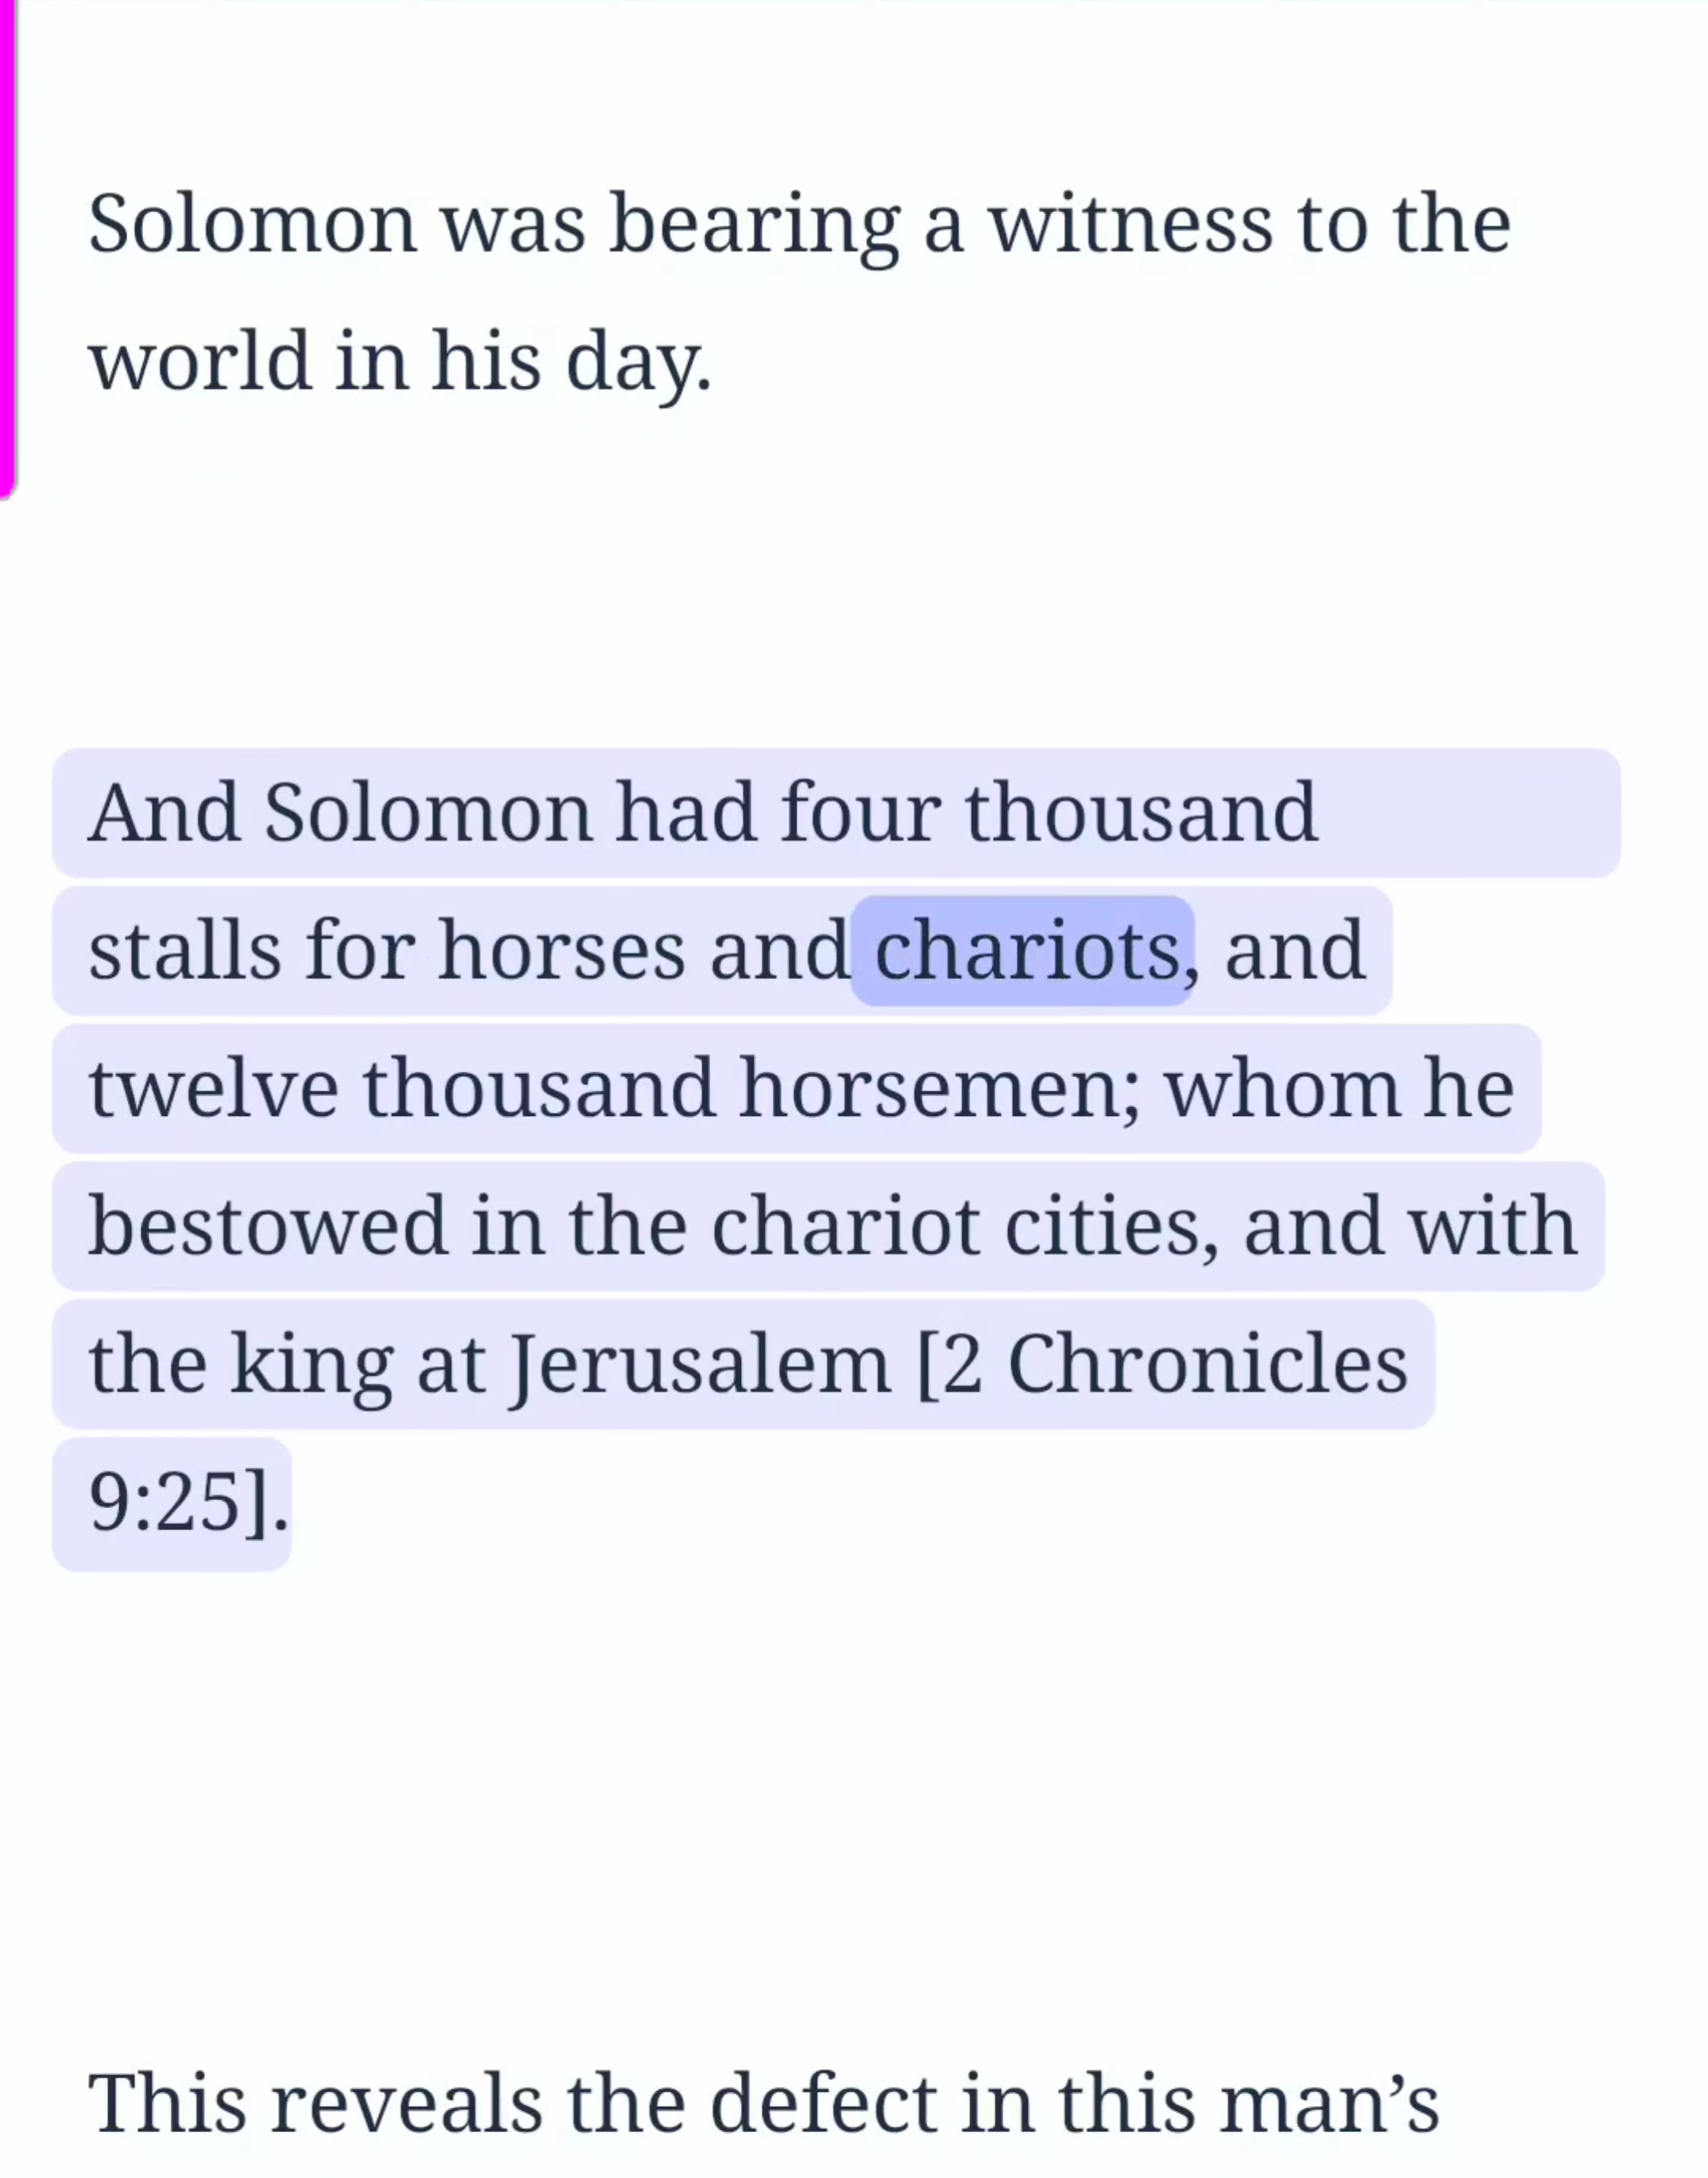 Solomon was bearing a witness to the
world in his day.
And Solomon had four thousand
stalls for horses and chariots, and
twelve thousand horsemen; whom he
bestowed in the chariot cities, and with
the king at Jerusalem [2 Chronicles
9:25].
This reveals the defect in this man’s